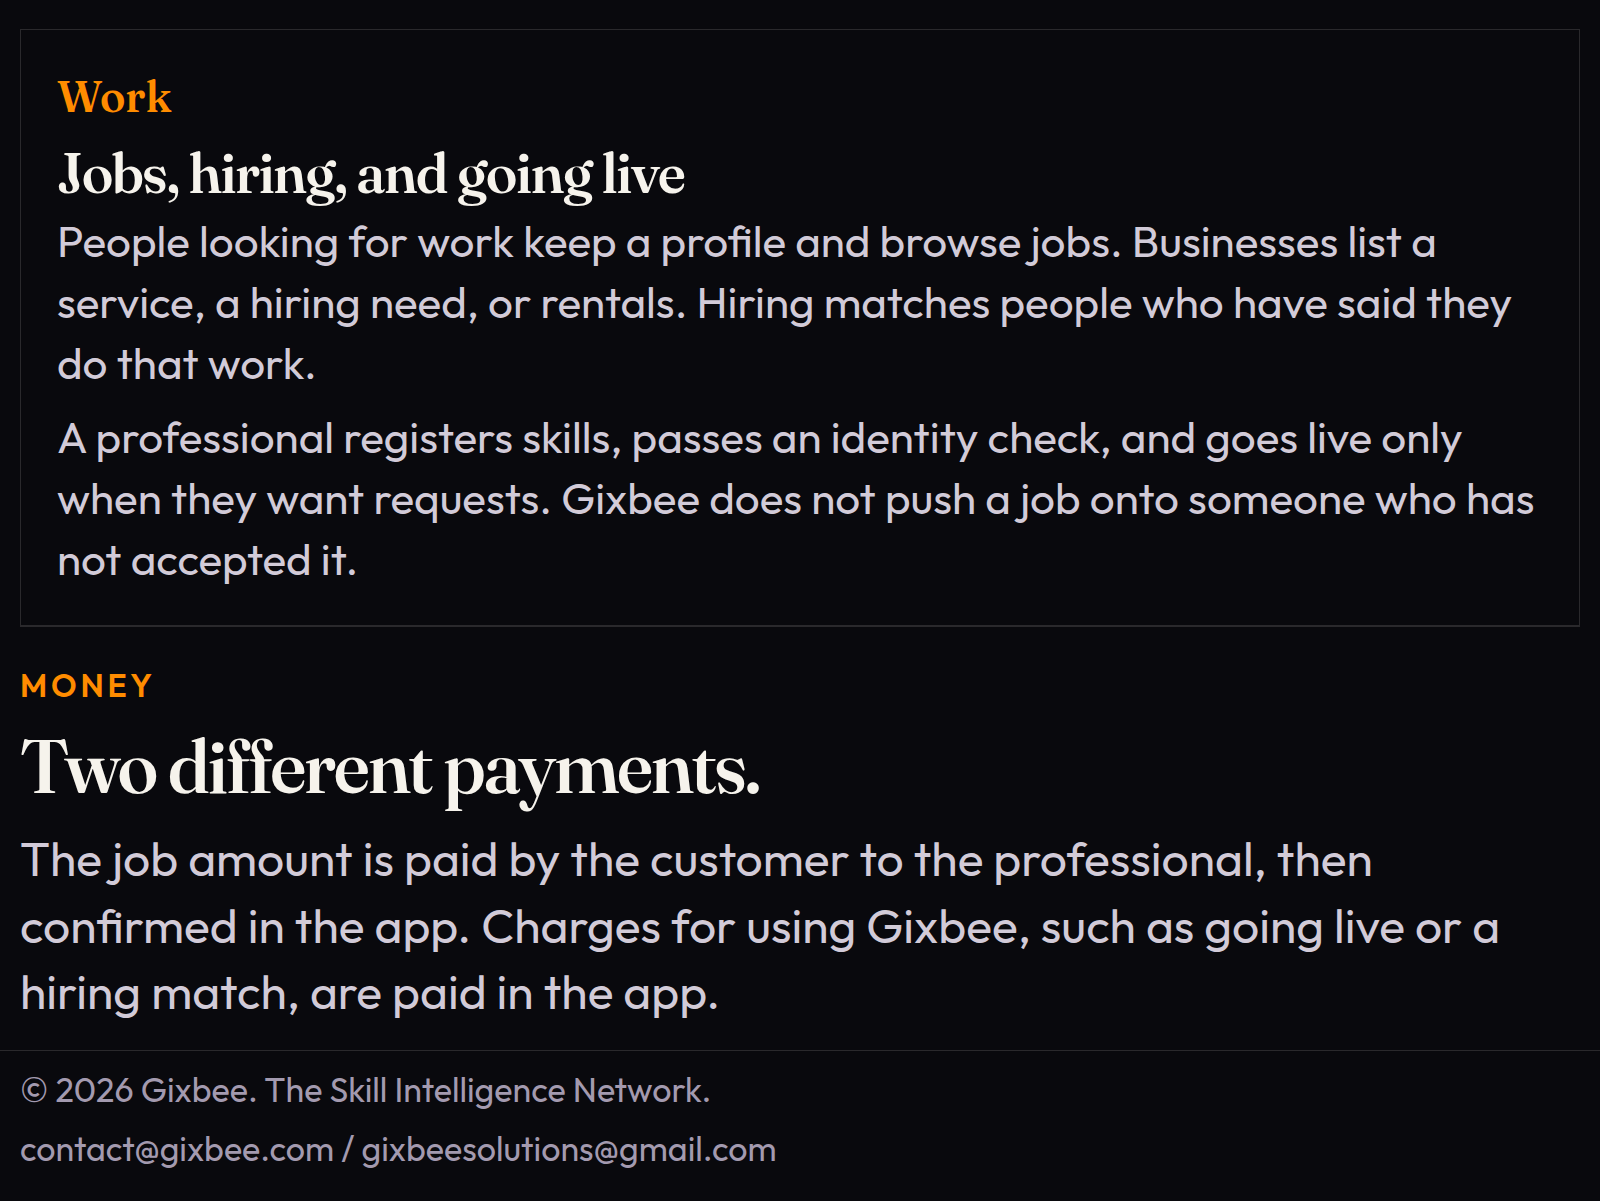 Work
Jobs, hiring, and going live
People looking for work keep a profile and browse jobs. Businesses list a
service, a hiring need, or rentals. Hiring matches people who have said they
do that work.
A professional registers skills, passes an identity check, and goes live only
when they want requests. Gixbee does not push a job onto someone who has
not accepted it.
MONEY
Two different payments.
The job amount is paid by the customer to the professional, then
confirmed in the app. Charges for using Gixbee, such as going live or a
hiring match, are paid in the app.
© 2026 Gixbee. The Skill Intelligence Network.
contact@gixbee.com / gixbeesolutions@gmail.com